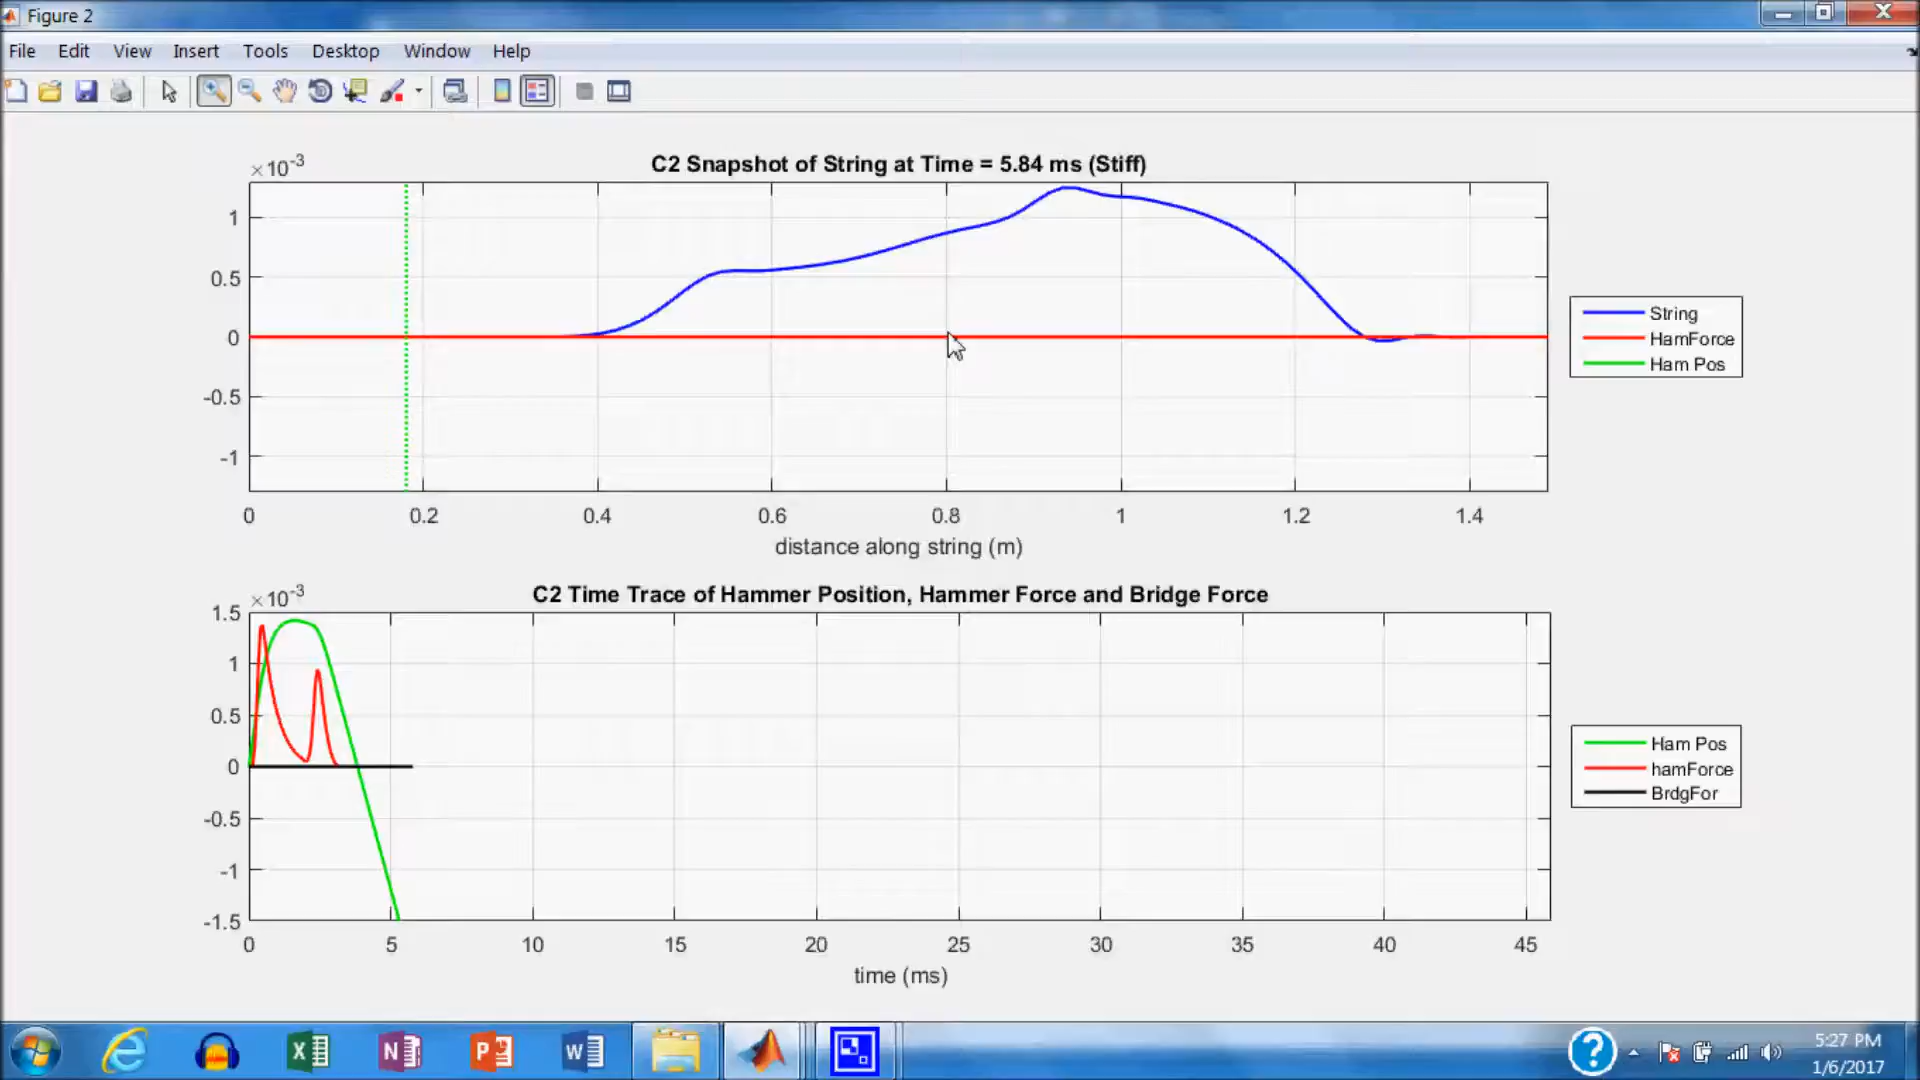 Figure 2
File Edit View Insert Tools Desktop Window Help
×10-3
C2 Snapshot of String at Time = 5.84 ms (Stiff)
1
0.5
0
-0.5
-1
0 0.2 0.4 0.6 0.8 1 1.2 1.4
distance along string (m)
String
HamForce
Ham Pos
×10-3
C2 Time Trace of Hammer Position, Hammer Force and Bridge Force
1.5
1
0.5
0
-0.5
-1
-1.5
0 5 10 15 20 25 30 35 40 45
time (ms)
Ham Pos
hamForce
BrdgFor
5:27 PM
1/6/2017